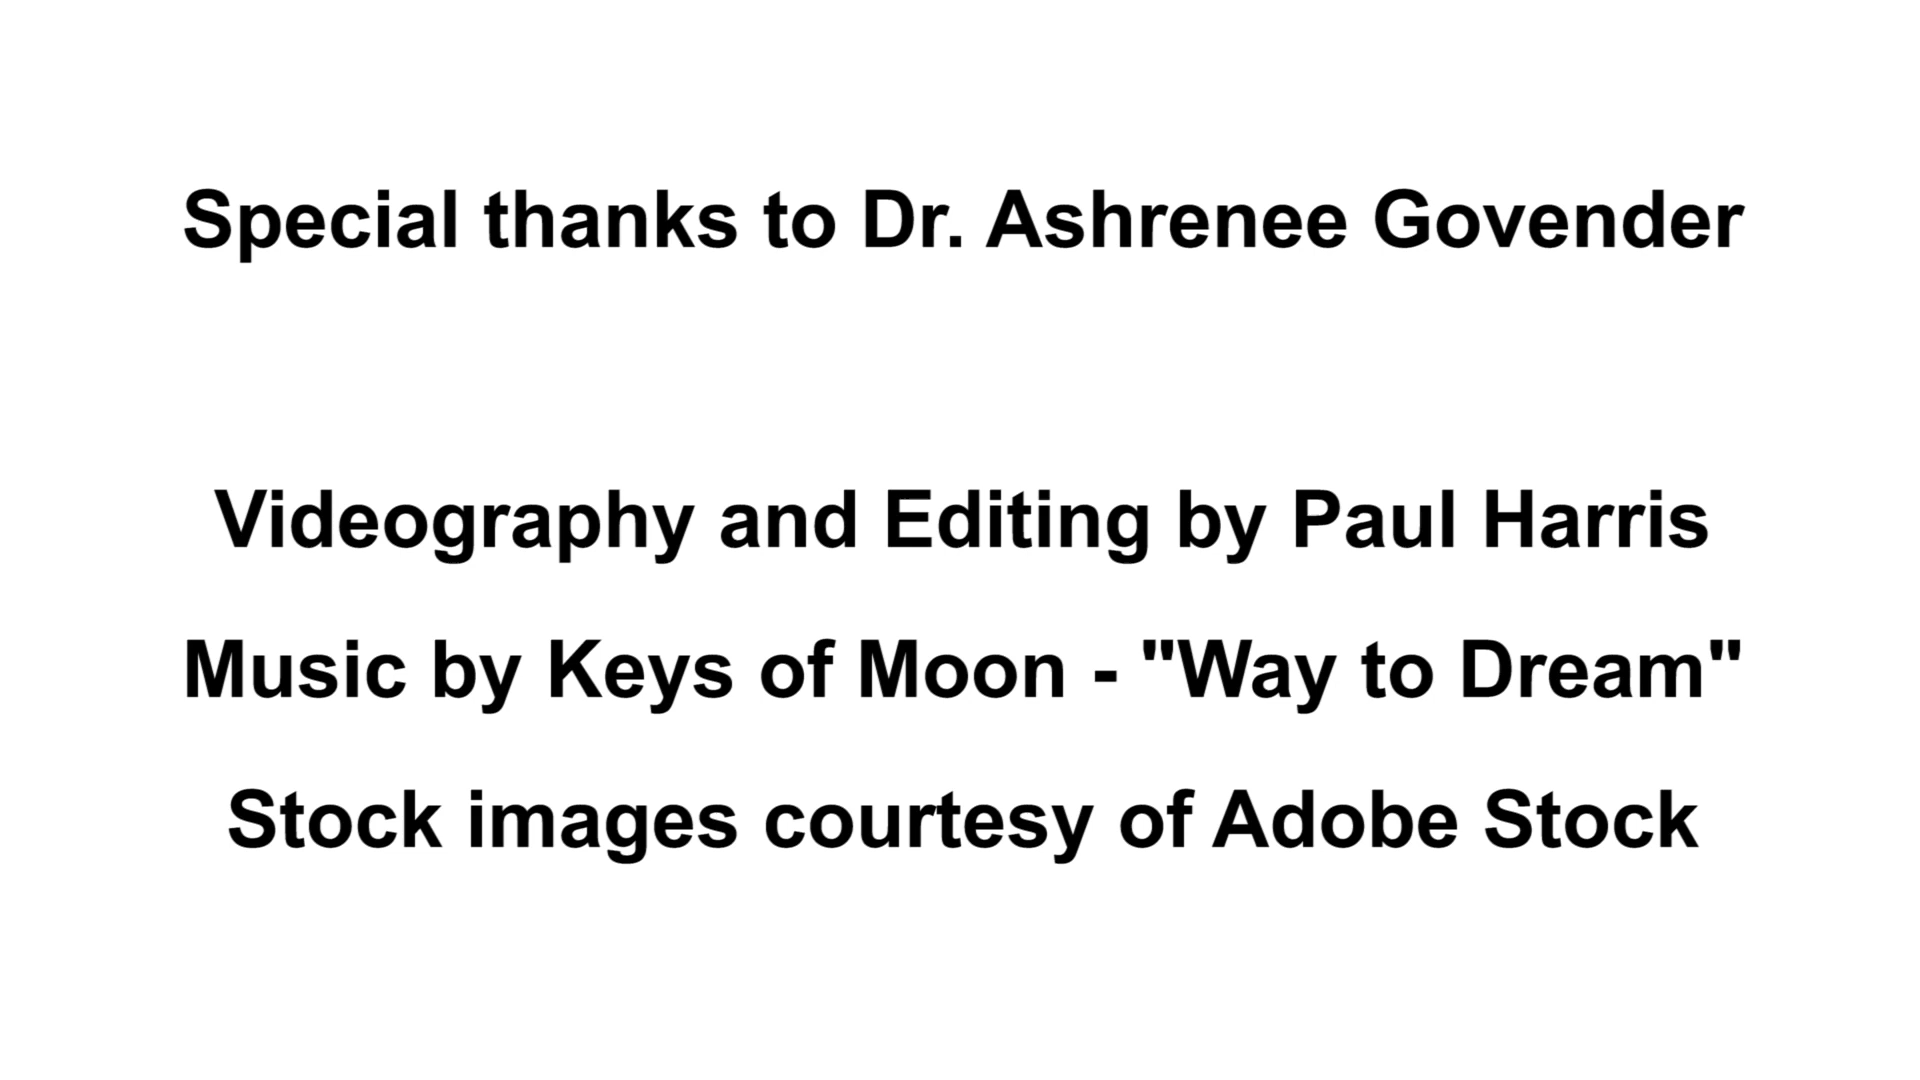 Special thanks to Dr. Ashrenee Govender
Videography and Editing by Paul Harris
Music by Keys of Moon - "Way to Dream"
Stock images courtesy of Adobe Stock